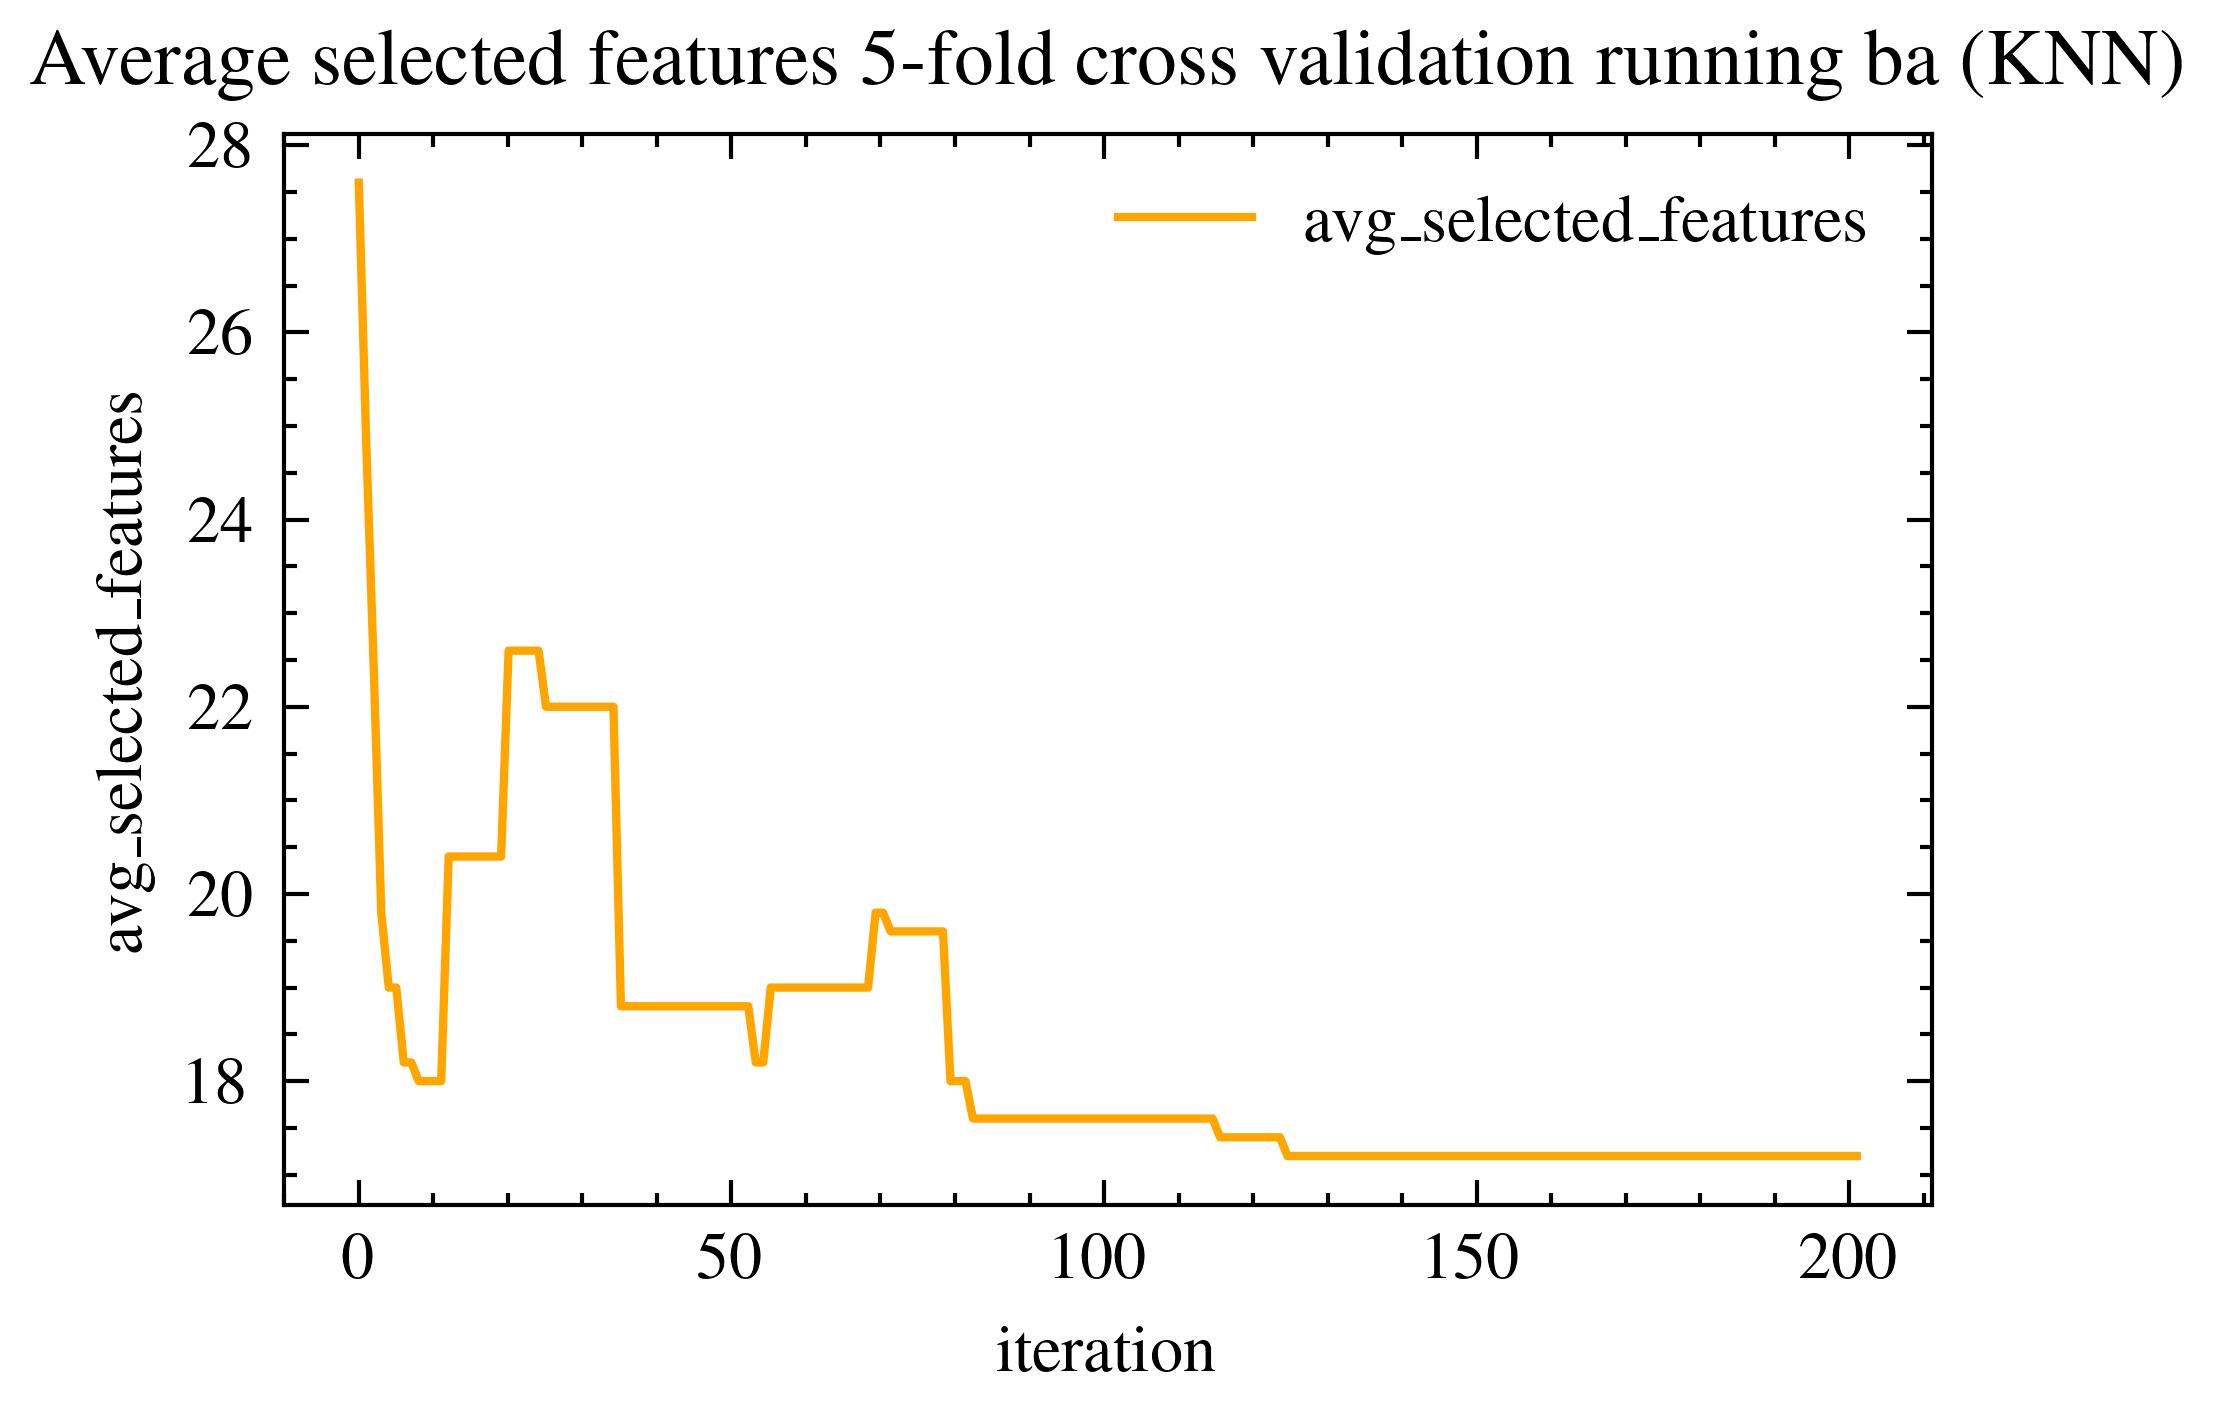 Average selected features 5-fold cross validation running ba (KNN)
28
26
24
22
20
18
avg_selected_features
avg_selected_features
0 50 100 150 200
iteration